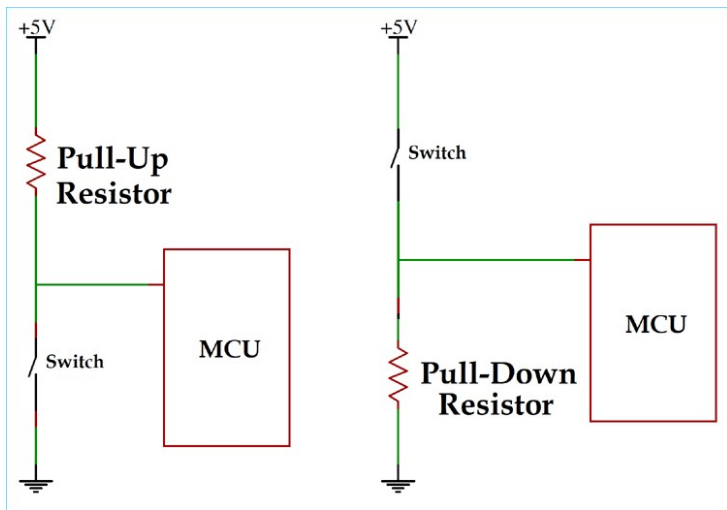 +5V
Pull-Up
Resistor
MCU
Switch
+5V
Switch
MCU
Pull-Down
Resistor